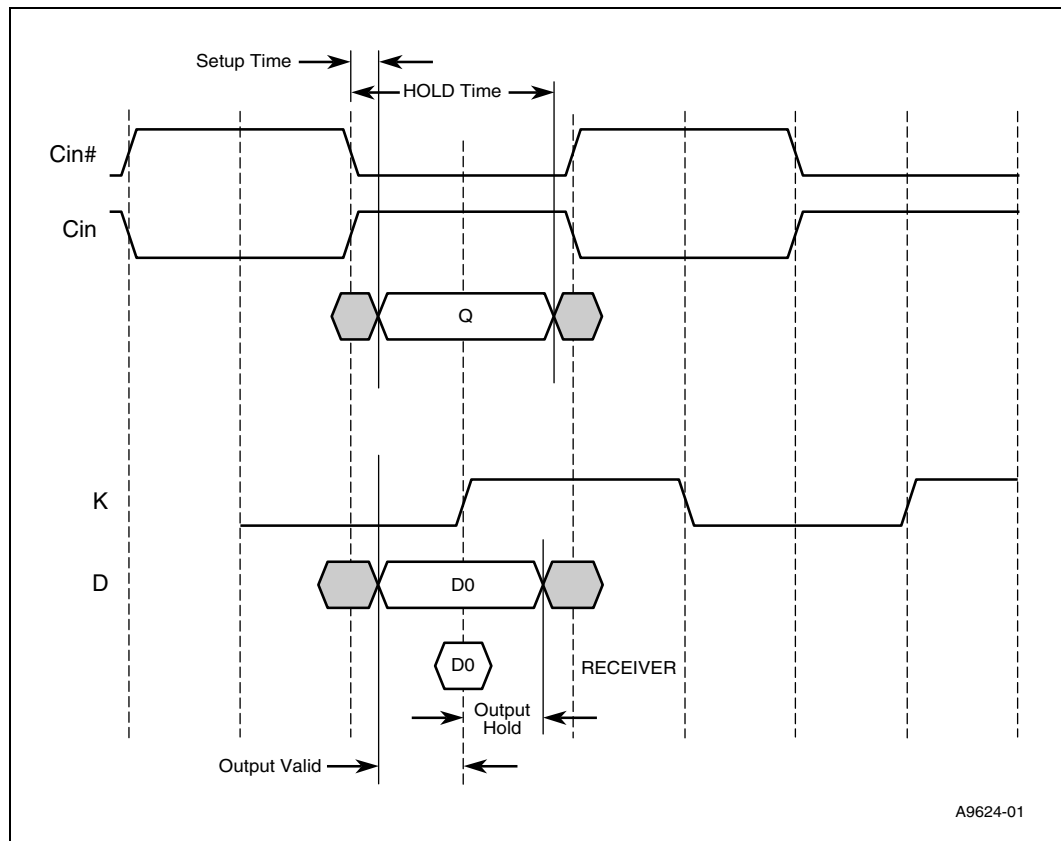 Setup Time
HOLD Time
Cin#
Cin
Q
K
D
D0
D0
RECEIVER
Output
Hold
Output Valid
A9624-01